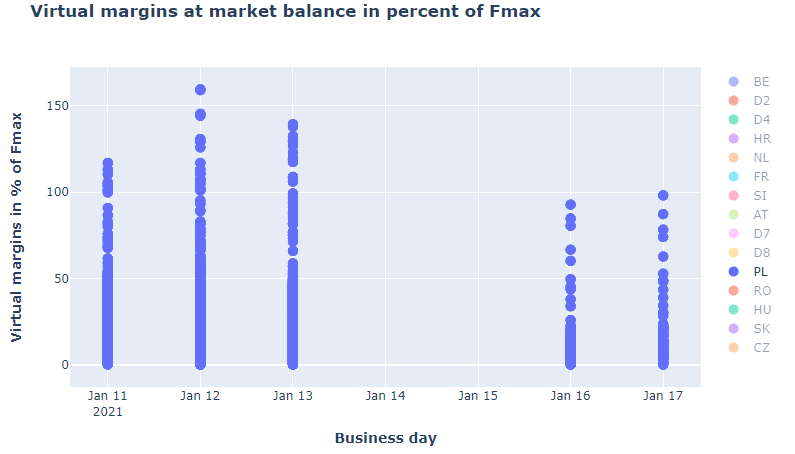 Virtual margins at market balance in percent of Fmax
Virtual margins in % of Fmax
150
100
50
0
Jan 11
2021
Jan 12
Jan 13
Jan 14
Jan 15
Jan 16
Jan 17
Business day
BE
D2
D4
HR
NL
FR
SI
AT
D7
D8
PL
RO
HU
SK
CZ